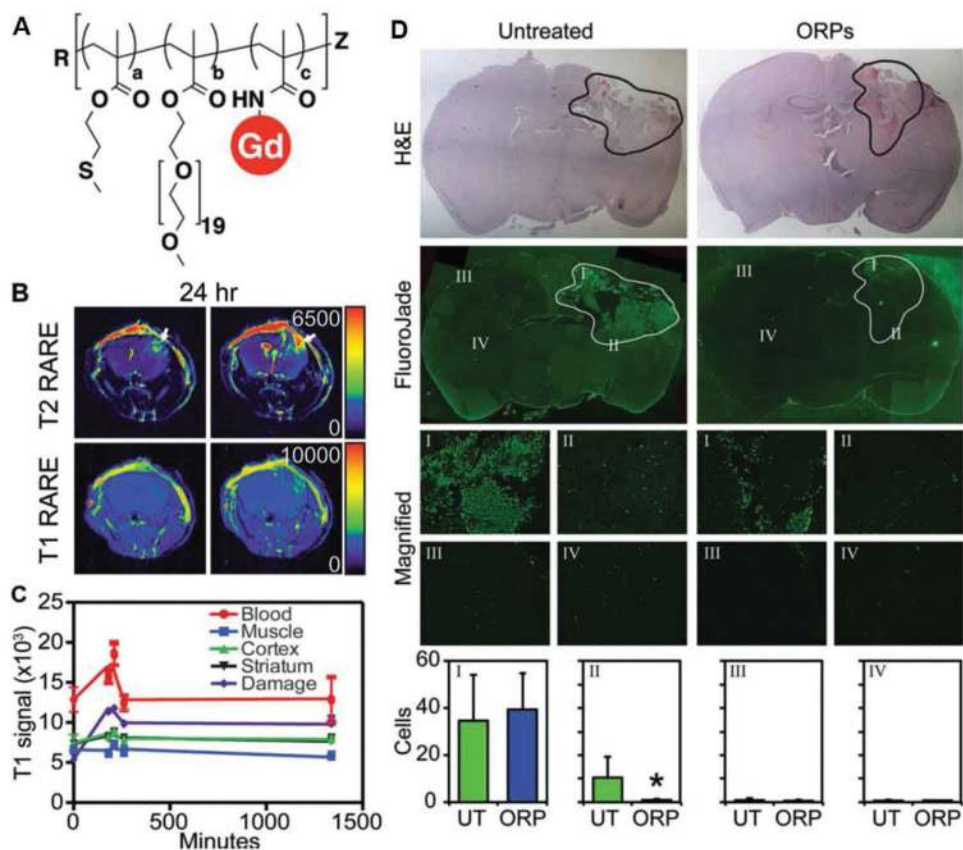 A
R
a
b
c
Z
O
O
O
O
HN
O
Gd
S
O
O
19
O
B
24 hr
T2 RARE
6500
0
T1 RARE
10000
0
C
T1 signal (x10³)
25
20
15
10
5
0
Blood
Muscle
Cortex
Striatum
Damage
0
500
1000
1500
Minutes
D
Untreated
ORPs
H&E
FluoroJade
III
I
IV
II
III
I
IV
II
Magnified
I
II
I
II
III
IV
III
IV
Cells
60
40
20
0
I
II
*
III
IV
UT ORP
UT ORP
UT ORP
UT ORP